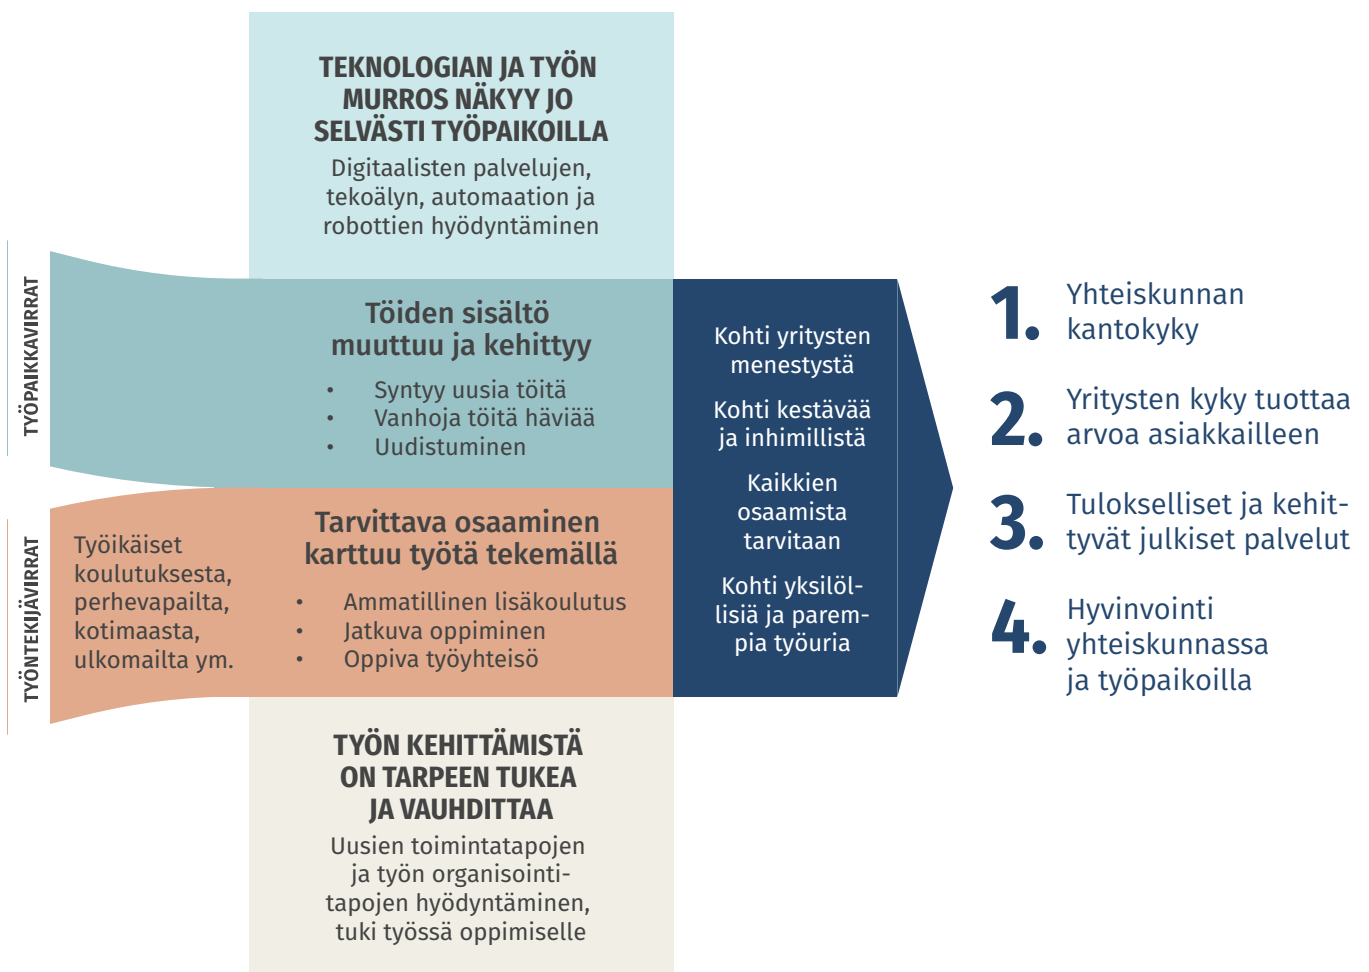 TEKNOLOGIAN JA TYÖN
MURROS NÄKYY JO
SELVÄSTI TYÖPAIKOILLA
Digitaalisten palvelujen,
tekoälyn, automaation ja
robottien hyödyntäminen
TYÖPAIKKAVIRRAT
Töiden sisältö
muuttuu ja kehittyy
• Syntyy uusia töitä
• Vanhoja töitä häviää
• Uudistuminen
TYÖNTEKIJÄVIRRAT
Työikäiset
koulutuksesta,
perhevapailta,
kotimaasta,
ulkomailta ym.
Tarvittava osaaminen
karttuu työtä tekemällä
• Ammatillinen lisäkoulutus
• Jatkuva oppiminen
• Oppiva työyhteisö
TYÖN KEHITTÄMISTÄ
ON TARPEEN TUKEA
JA VAUHDITTAA
Uusien toimintatapojen
ja työn organisointi-
tapojen hyödyntäminen,
tuki työssä oppimiselle
Kohti yritysten
menestystä
Kohti kestävää
ja inhimillistä
Kaikkien
osaamista
tarvitaan
Kohti yksilöl-
lisiä ja parem-
pia työuria
1. Yhteiskunnan
kantokyky
2. Yritysten kyky tuottaa
arvoa asiakkailleen
3. Tulokselliset ja kehit-
tyvät julkiset palvelut
4. Hyvinvointi
yhteiskunnassa
ja työpaikoilla